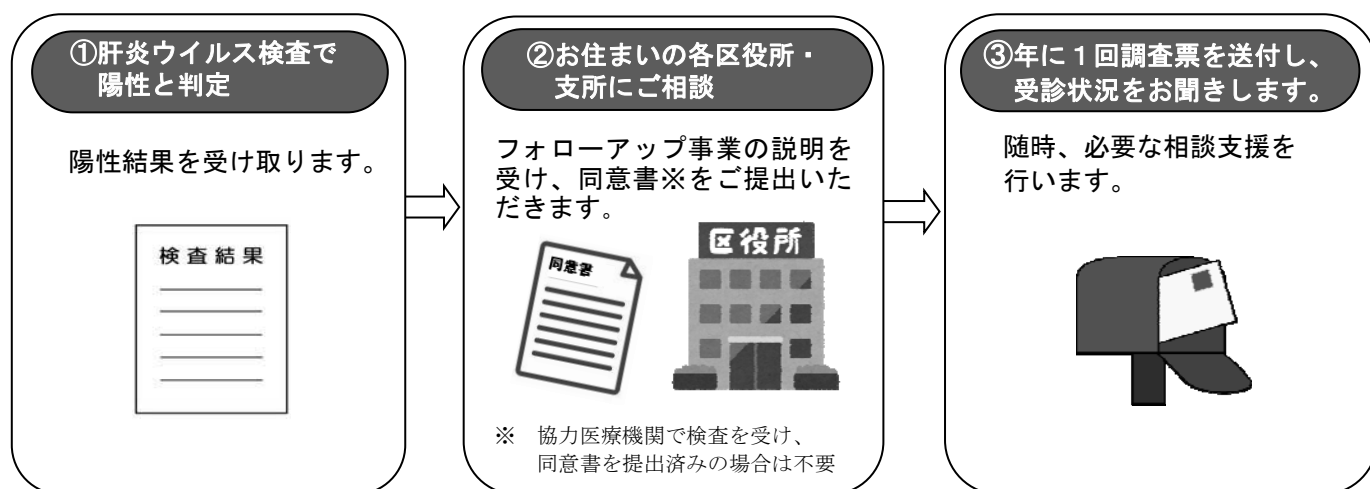 ①肝炎ウイルス検査で
陽性と判定
陽性結果を受け取ります。
検査結果
②お住まいの各区役所・
支所にご相談
フォローアップ事業の説明を
受け、同意書※をご提出いた
だきます。
同意書
区役所
※　協力医療機関で検査を受け、
同意書を提出済みの場合は不要
③年に１回調査票を送付し、
受診状況をお聞きします。
随時、必要な相談支援を
行います。